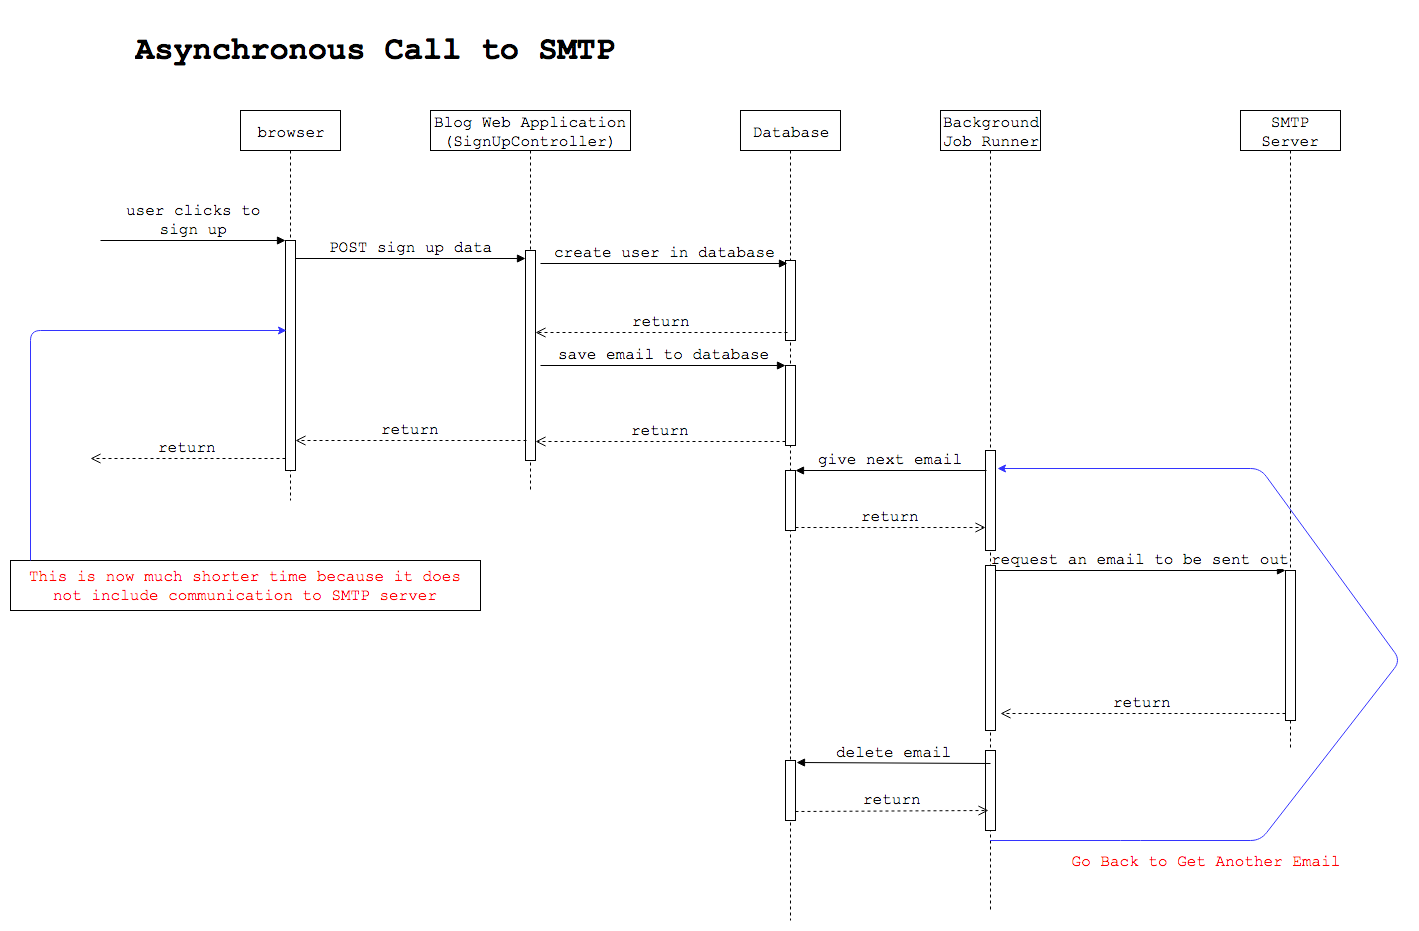 Asynchronous Call to SMTP
browser
Blog Web Application
(SignUpController)
Database
Background
Job Runner
SMTP
Server
user clicks to
sign up
POST sign up data
create user in database
return
save email to database
return
return
return
give next email
return
request an email to be sent out
This is now much shorter time because it does
not include communication to SMTP server
return
delete email
return
Go Back to Get Another Email